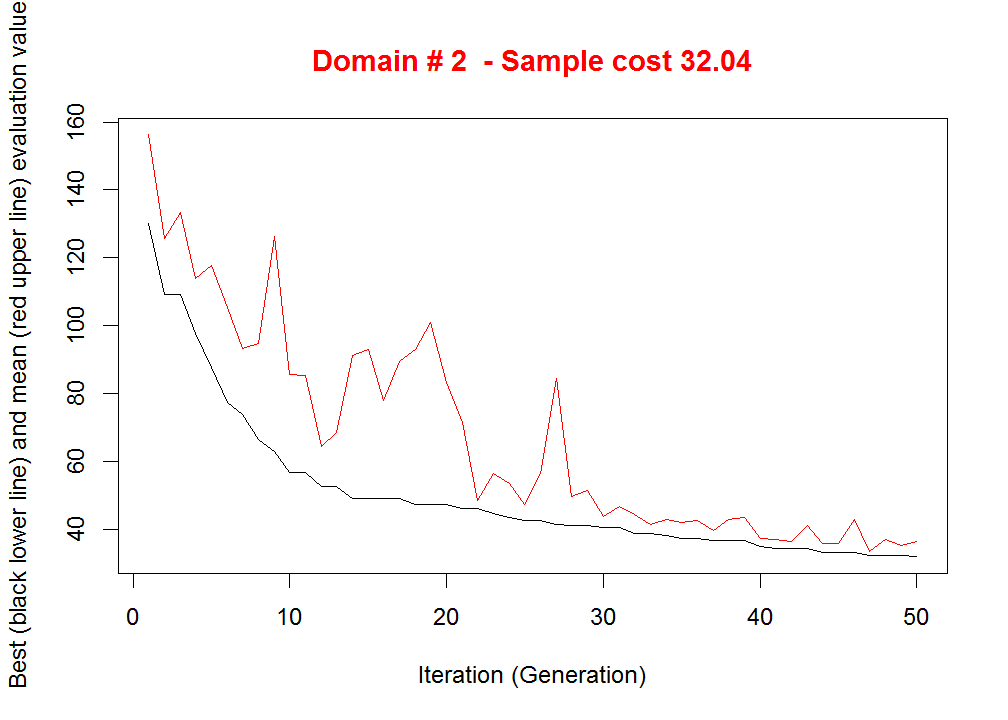 Domain # 2  - Sample cost 32.04
Best (black lower line) and mean (red upper line) evaluation value
160
140
120
100
80
60
40
0 10 20 30 40 50
Iteration (Generation)